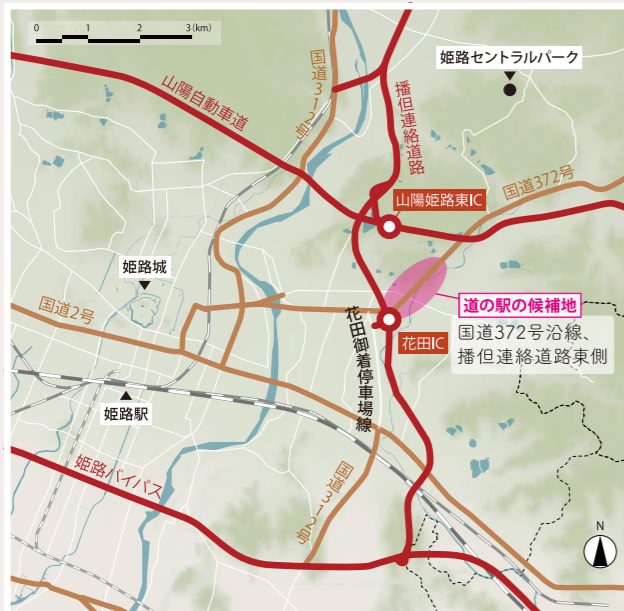 0 1 2 3(km)
国道312号
姫路セントラルパーク
山陽自動車道
播但連絡道路
国道372号
山陽姫路東IC
姫路城
道の駅の候補地
国道2号
花田御着停車場線
国道372号沿線、
播但連絡道路東側
花田IC
姫路駅
姫路バイパス
国道312号
N